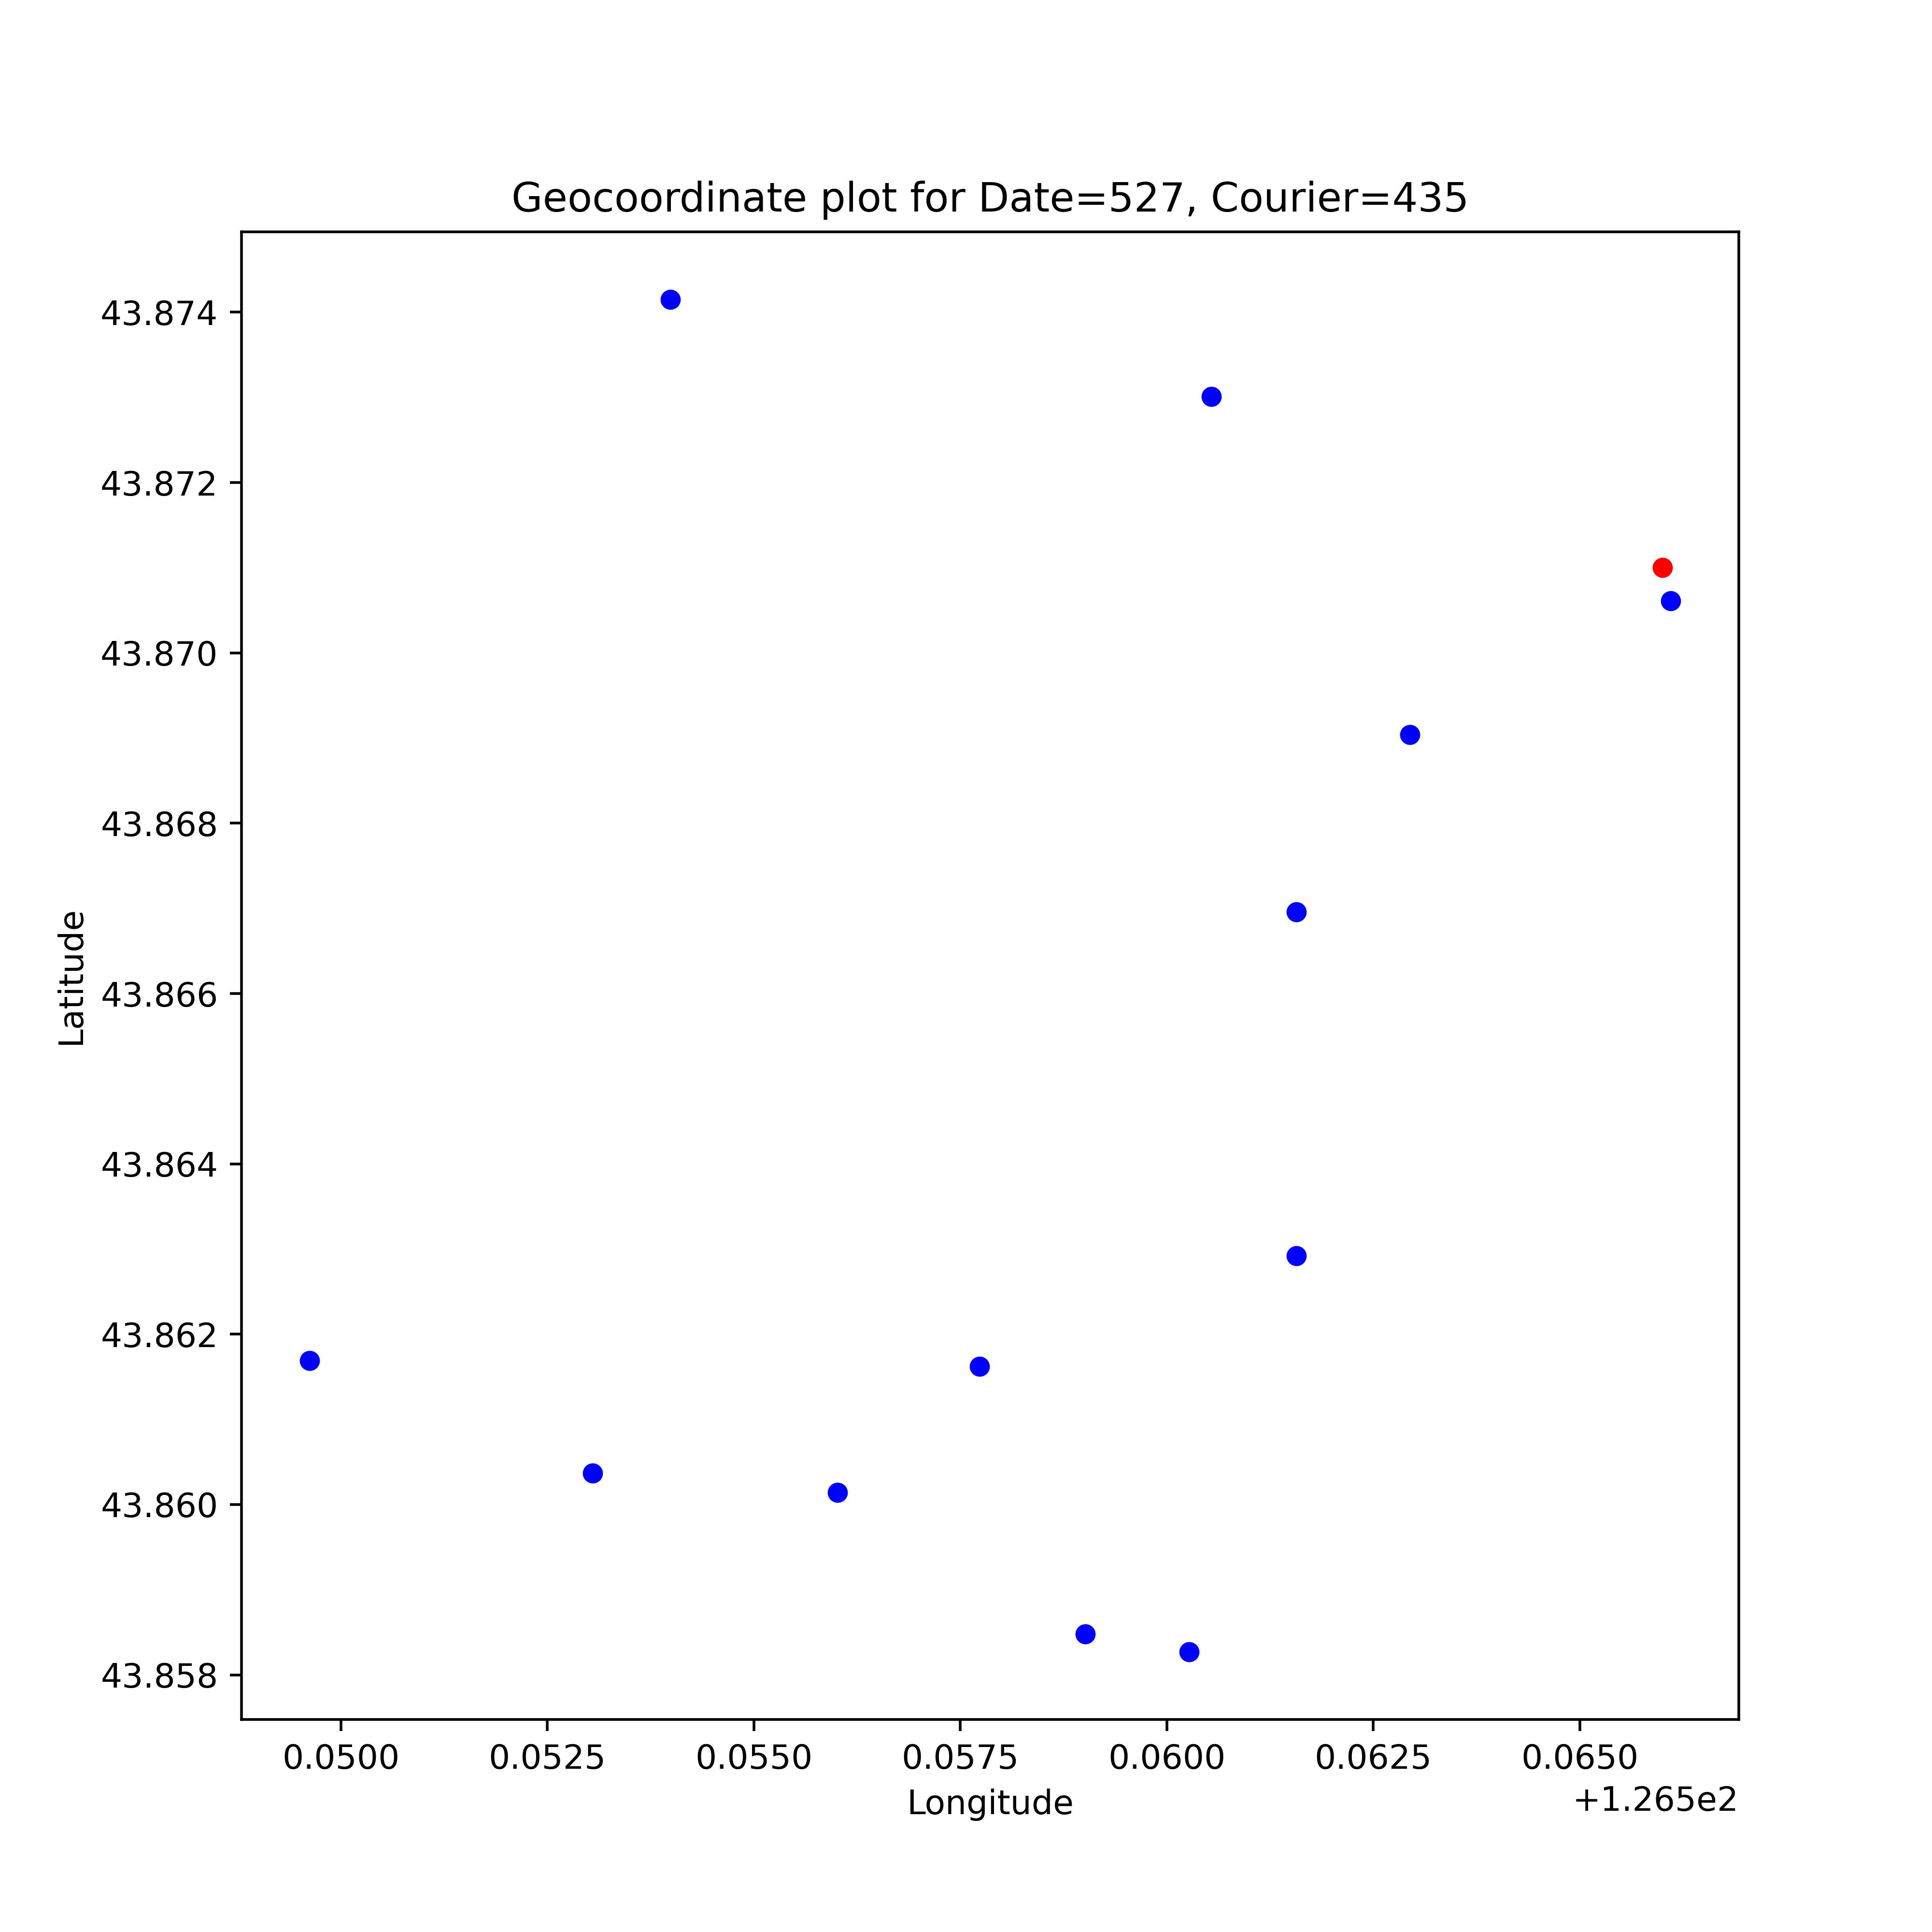 Geocoordinate plot for Date=527, Courier=435
43.874
43.872
43.870
43.868
43.866
43.864
43.862
43.860
43.858
Latitude
0.0500 0.0525 0.0550 0.0575 0.0600 0.0625 0.0650
Longitude
+1.265e2